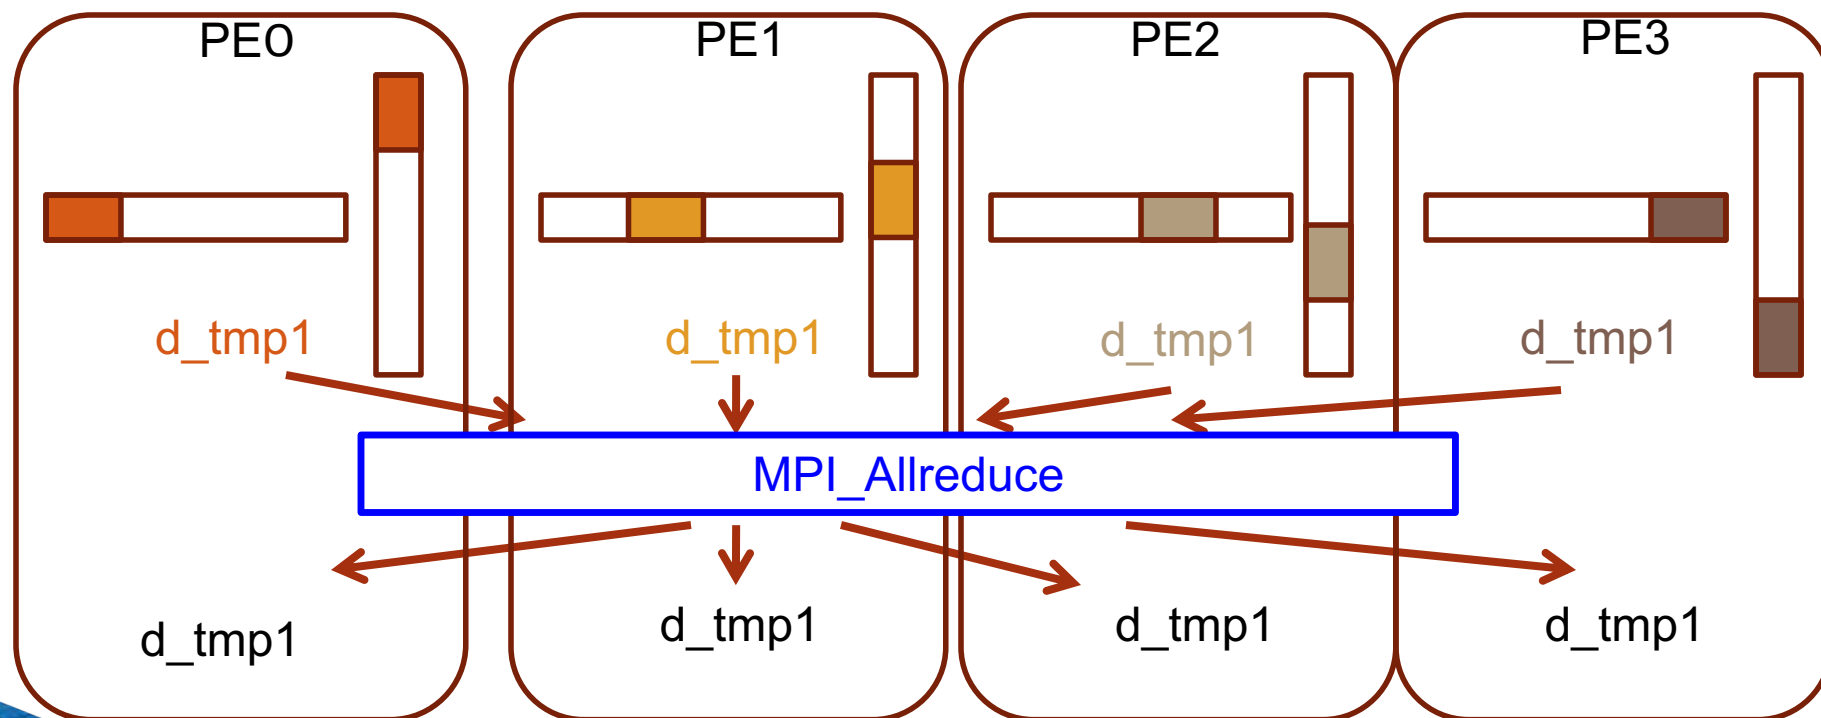 PE0
PE1
PE2
PE3
d_tmp1
d_tmp1
d_tmp1
d_tmp1
MPI_Allreduce
d_tmp1
d_tmp1
d_tmp1
d_tmp1